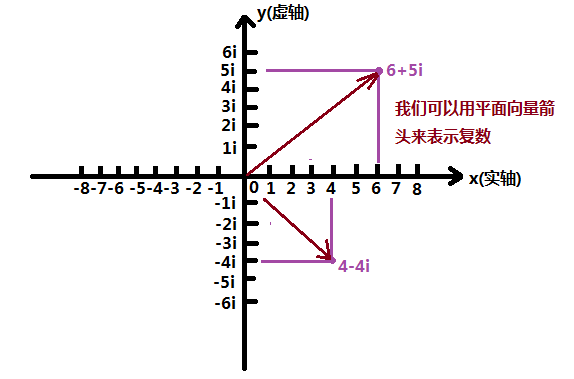 y(虚轴)
6i
5i
6+5i
4i
3i
我们可以用平面向量箭
2i
头来表示复数
1i
-8 -7 -6 -5 -4 -3 -2 -1 0 1 2 3 4 5 6 7 8
x(实轴)
-1i
-2i
-3i
-4i
4-4i
-5i
-6i